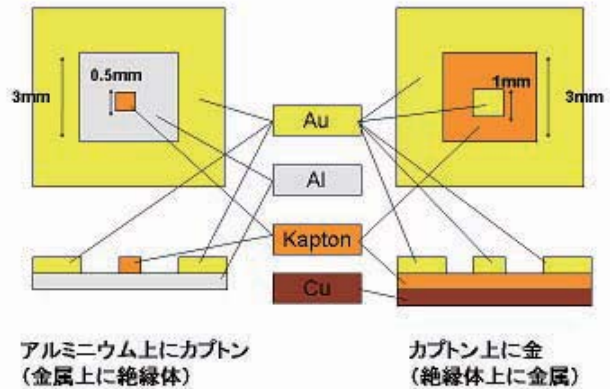 0.5mm
3mm
1mm
3mm
Au
Al
Kapton
Cu
アルミニウム上にカプトン
(金属上に絶縁体)
カプトン上に金
(絶縁体上に金属)